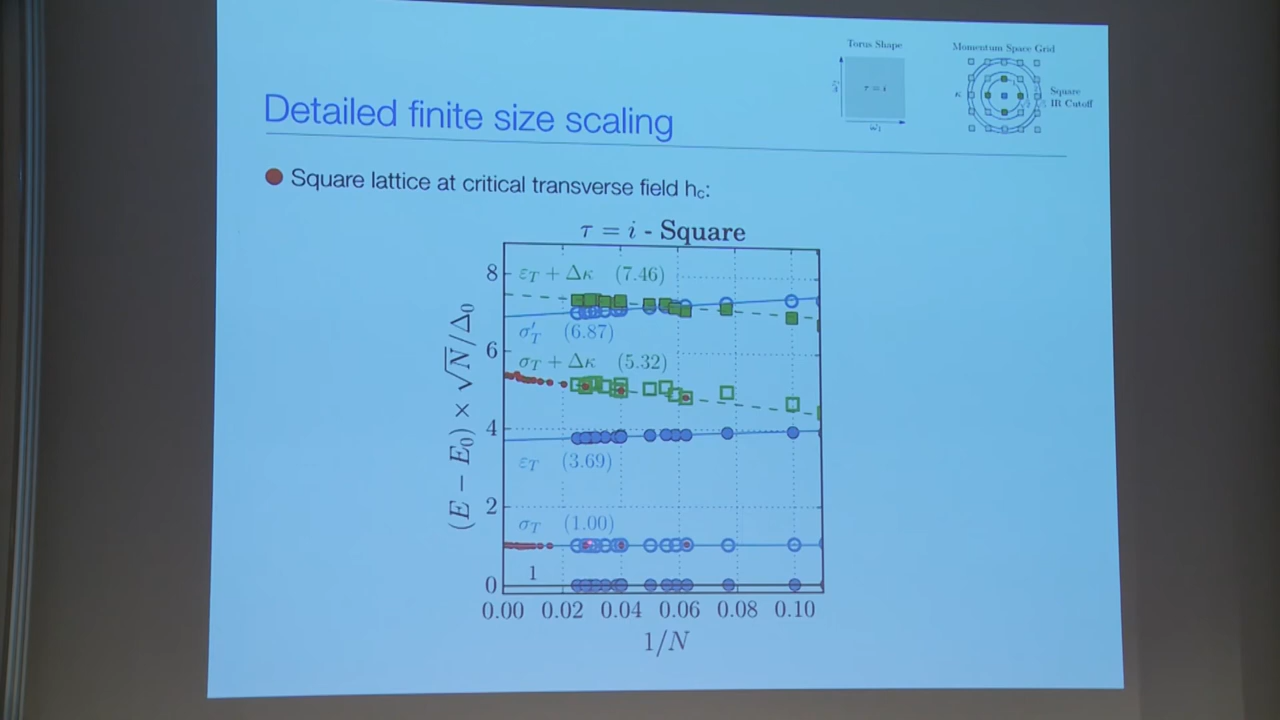 Torus Shape
Momentum Space Grid
τ = i
κ
Square
IR Cutoff
ω₁
Detailed finite size scaling
Square lattice at critical transverse field hc:
τ = i - Square
(E − E₀) × √N/Δ₀
8
6
4
2
0
εT + Δκ (7.46)
σ′T (6.87)
σT + Δκ (5.32)
εT (3.69)
σT (1.00)
1
0.00 0.02 0.04 0.06 0.08 0.10
1/N